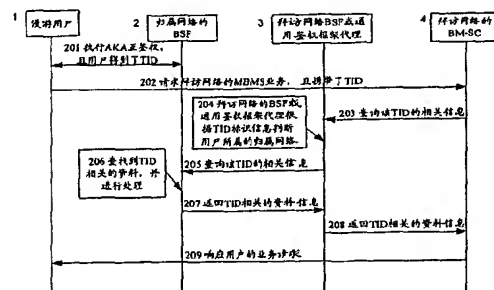 1
漫游用户
2
归属网络的
BSF
3
拜访网络BSF或通
用鉴权框架代理
4
拜访网络的
BM-SC
201 执行AKA互鉴权,
且用户得到了TID
202 请求拜访网络的MBMS业务, 且携带了TID
203 查询该TID的相关信息
204 拜访网络的BSF或
通用鉴权框架代理根
据TID标识信息判断
用户所属的归属网络.
205 查询该TID的相关信息
206 查找到TID
相关的资料, 并
进行处理
207 返回TID相关的资料信息
208 返回TID相关的资料信息
209 响应用户的业务请求